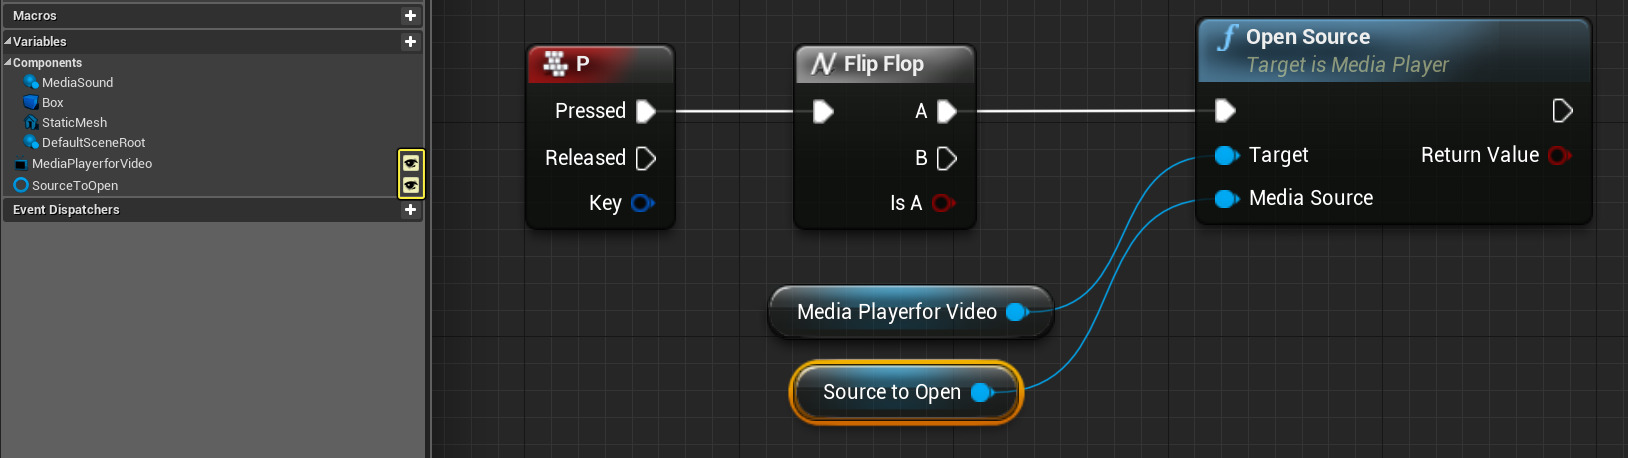 Macros
Variables
Components
MediaSound
Box
StaticMesh
DefaultSceneRoot
MediaPlayerforVideo
SourceToOpen
Event Dispatchers
P
Pressed
Released
Key
Flip Flop
A
B
Is A
Open Source
Target is Media Player
Target
Return Value
Media Source
Media Playerfor Video
Source to Open